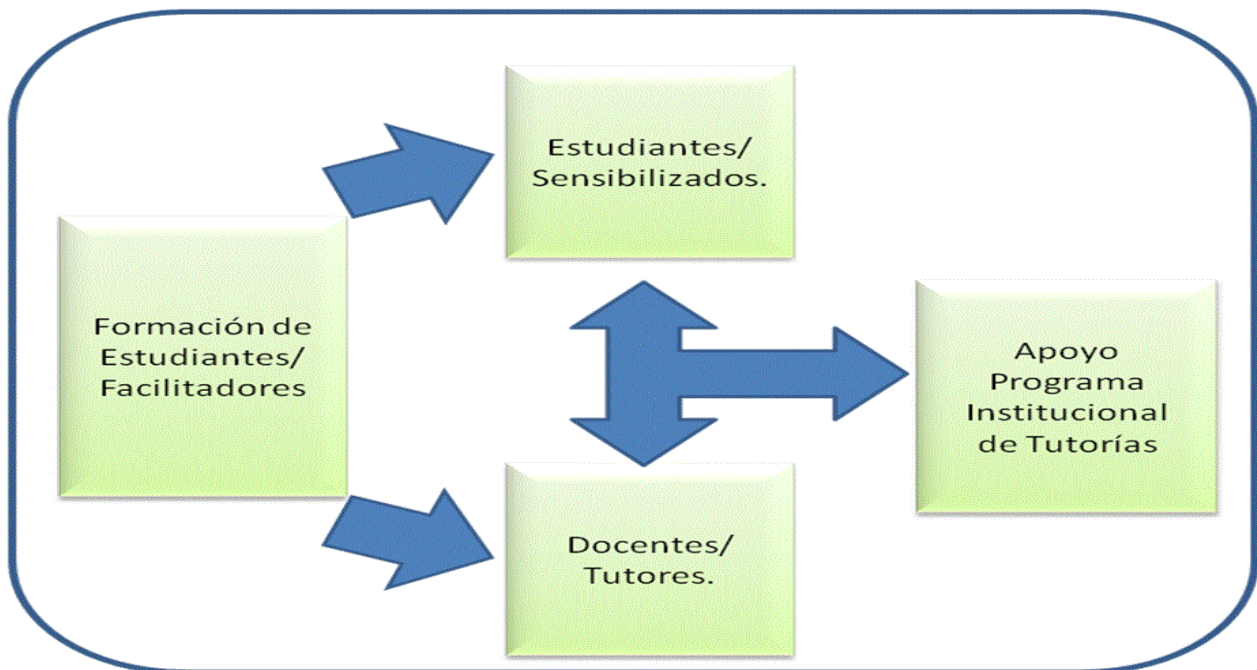 Estudiantes/
Sensibilizados.
Formación de
Estudiantes/
Facilitadores
Apoyo
Programa
Institucional
de Tutorías
Docentes/
Tutores.